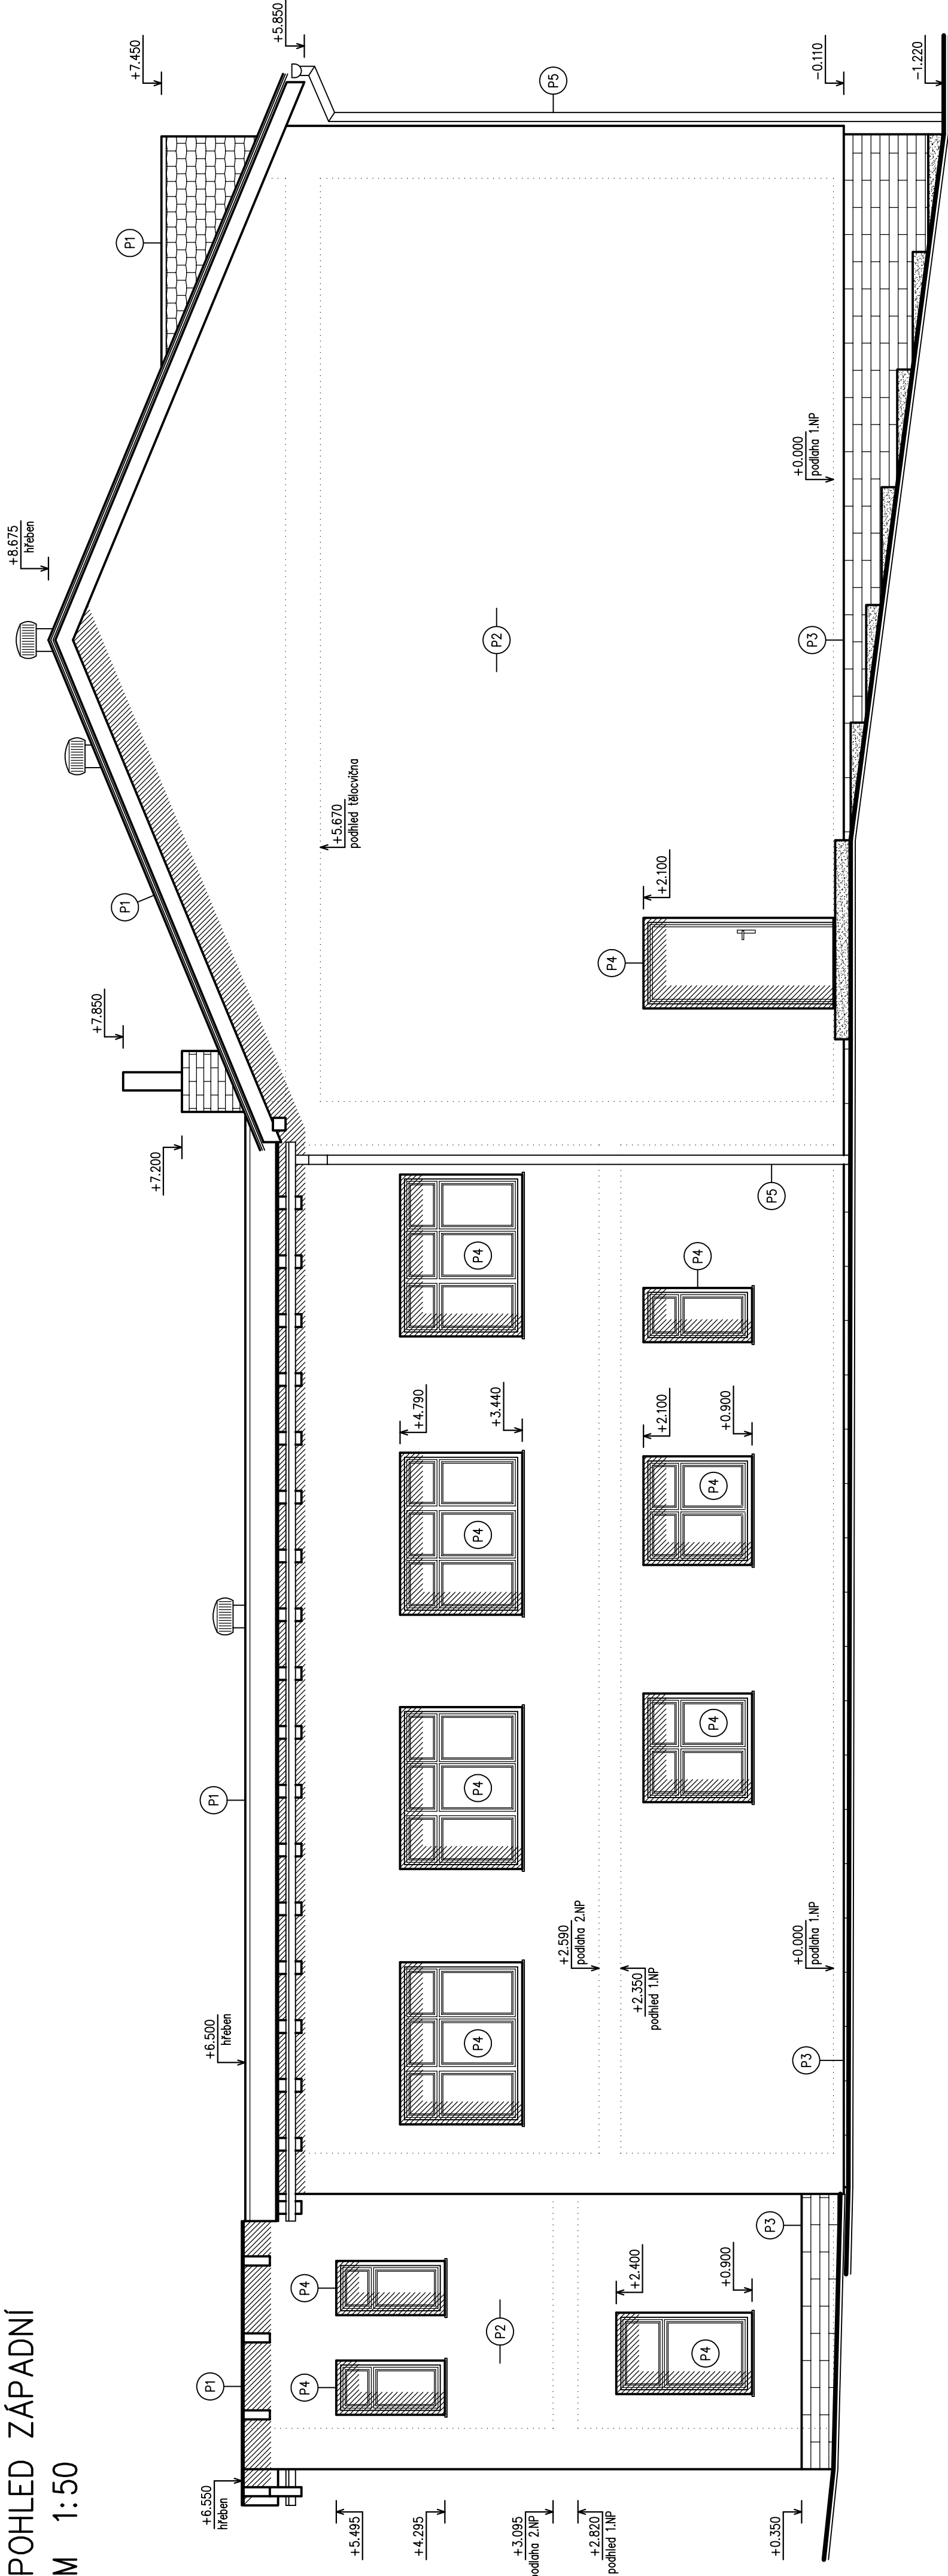 POHLED ZÁPADNÍ
M 1:50
+6.550
hřeben
P1
+6.500
hřeben
P1
+7.200
+7.850
P1
+8.675
hřeben
P1
+7.450
+5.850
+5.495
+4.295
+3.095
podlaha 2.NP
+2.820
podhled 1.NP
+0.350
P4
P4
P2
P4
+2.400
+0.900
P3
P4
P4
P4
P4
+4.790
+3.440
+2.590
podlaha 2.NP
+2.350
podhled 1.NP
+0.000
podlaha 1.NP
P3
P4
P4
+2.100
+0.900
P4
P5
P4
+2.100
+5.670
podhled tělocvična
P2
P3
+0.000
podlaha 1.NP
P5
-0.110
-1.220